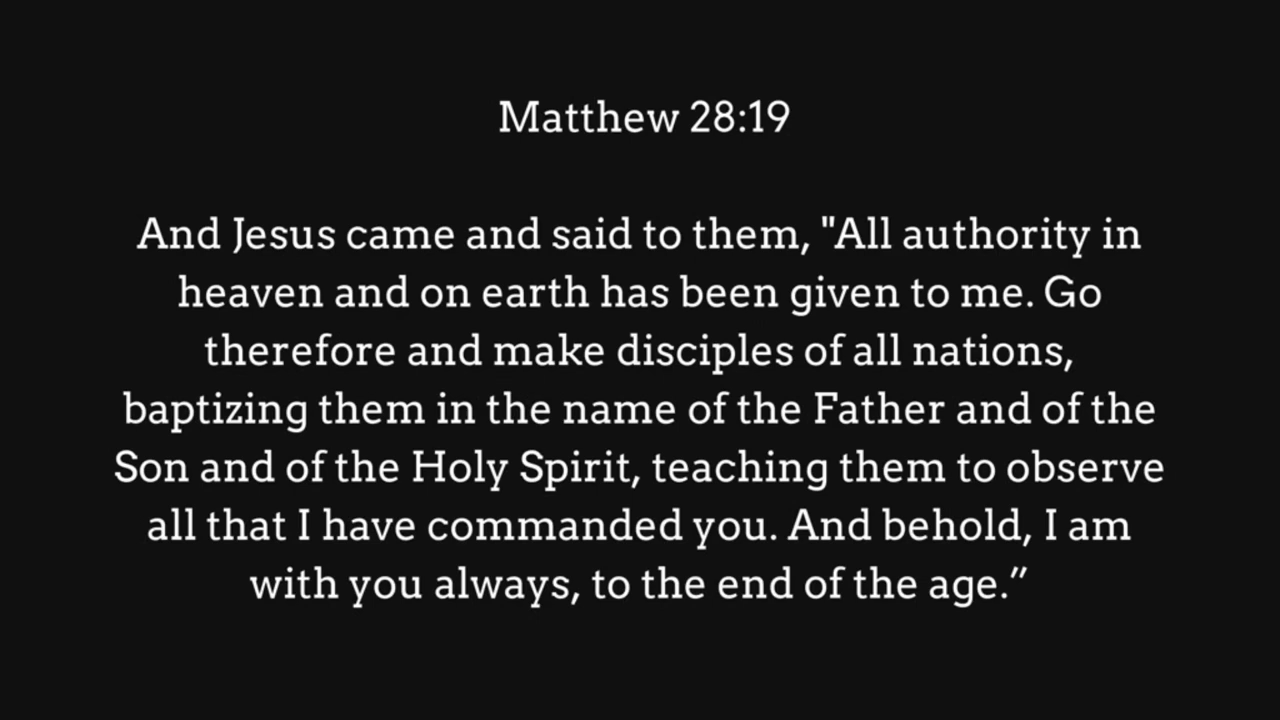 Matthew 28:19
And Jesus came and said to them, "All authority in
heaven and on earth has been given to me. Go
therefore and make disciples of all nations,
baptizing them in the name of the Father and of the
Son and of the Holy Spirit, teaching them to observe
all that I have commanded you. And behold, I am
with you always, to the end of the age.”